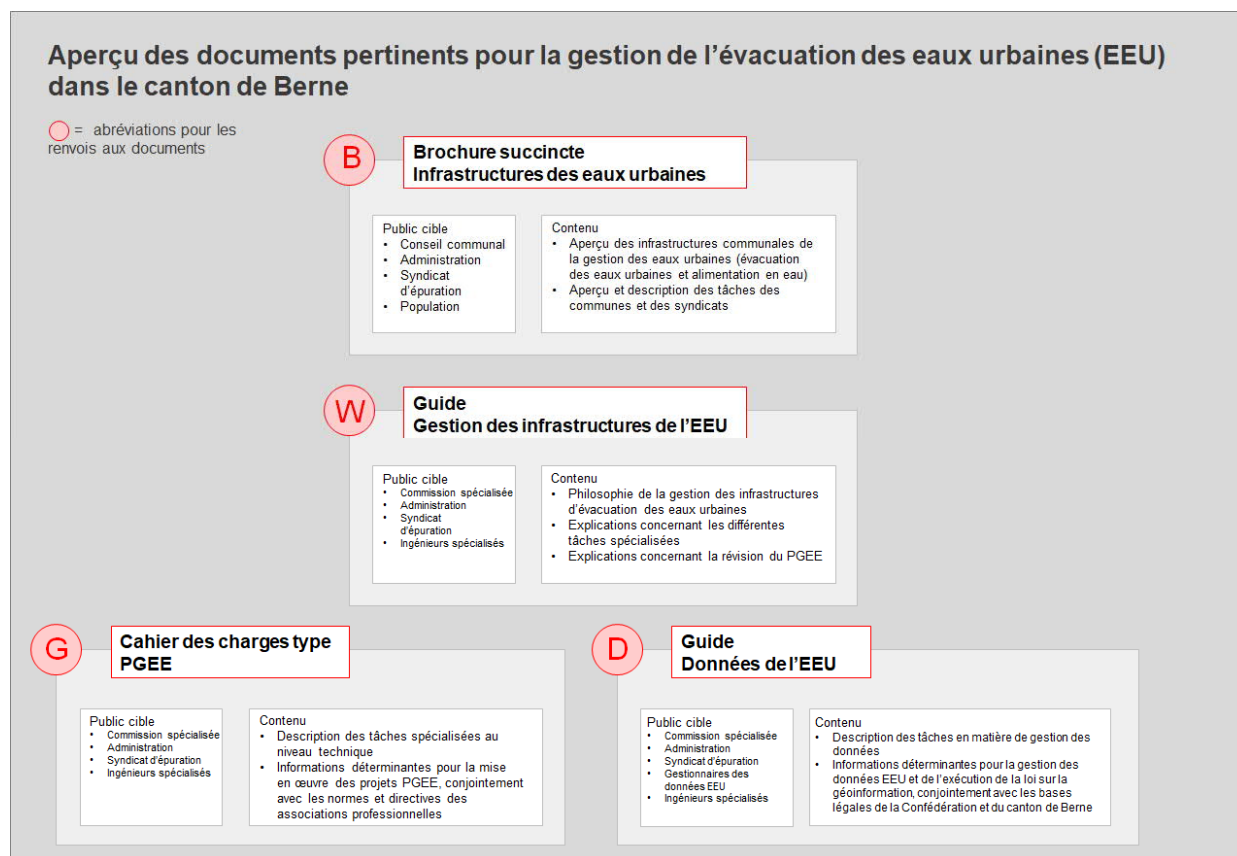 Aperçu des documents pertinents pour la gestion de l'évacuation des eaux urbaines (EEU)
dans le canton de Berne
= abréviations pour les
renvois aux documents
B
Brochure succincte
Infrastructures des eaux urbaines
Public cible
• Conseil communal
• Administration
• Syndicat
d'épuration
• Population
Contenu
• Aperçu des infrastructures communales de
la gestion des eaux urbaines (évacuation
des eaux urbaines et alimentation en eau)
• Aperçu et description des tâches des
communes et des syndicats
W
Guide
Gestion des infrastructures de l'EEU
Public cible
• Commission spécialisée
• Administration
• Syndicat
d'épuration
• Ingénieurs spécialisés
Contenu
• Philosophie de la gestion des infrastructures
d'évacuation des eaux urbaines
• Explications concernant les différentes
tâches spécialisées
• Explications concernant la révision du PGEE
G
Cahier des charges type
PGEE
Public cible
• Commission spécialisée
• Administration
• Syndicat d'épuration
• Ingénieurs spécialisés
Contenu
• Description des tâches spécialisées au
niveau technique
• Informations déterminantes pour la mise
en œuvre des projets PGEE, conjointement
avec les normes et directives des
associations professionnelles
D
Guide
Données de l'EEU
Public cible
• Commission spécialisée
• Administration
• Syndicat d'épuration
• Gestionnaires des
données EEU
• Ingénieurs spécialisés
Contenu
• Description des tâches en matière de gestion des
données
• Informations déterminantes pour la gestion des
données EEU et de l'exécution de la loi sur la
géoinformation, conjointement avec les bases
légales de la Confédération et du canton de Berne